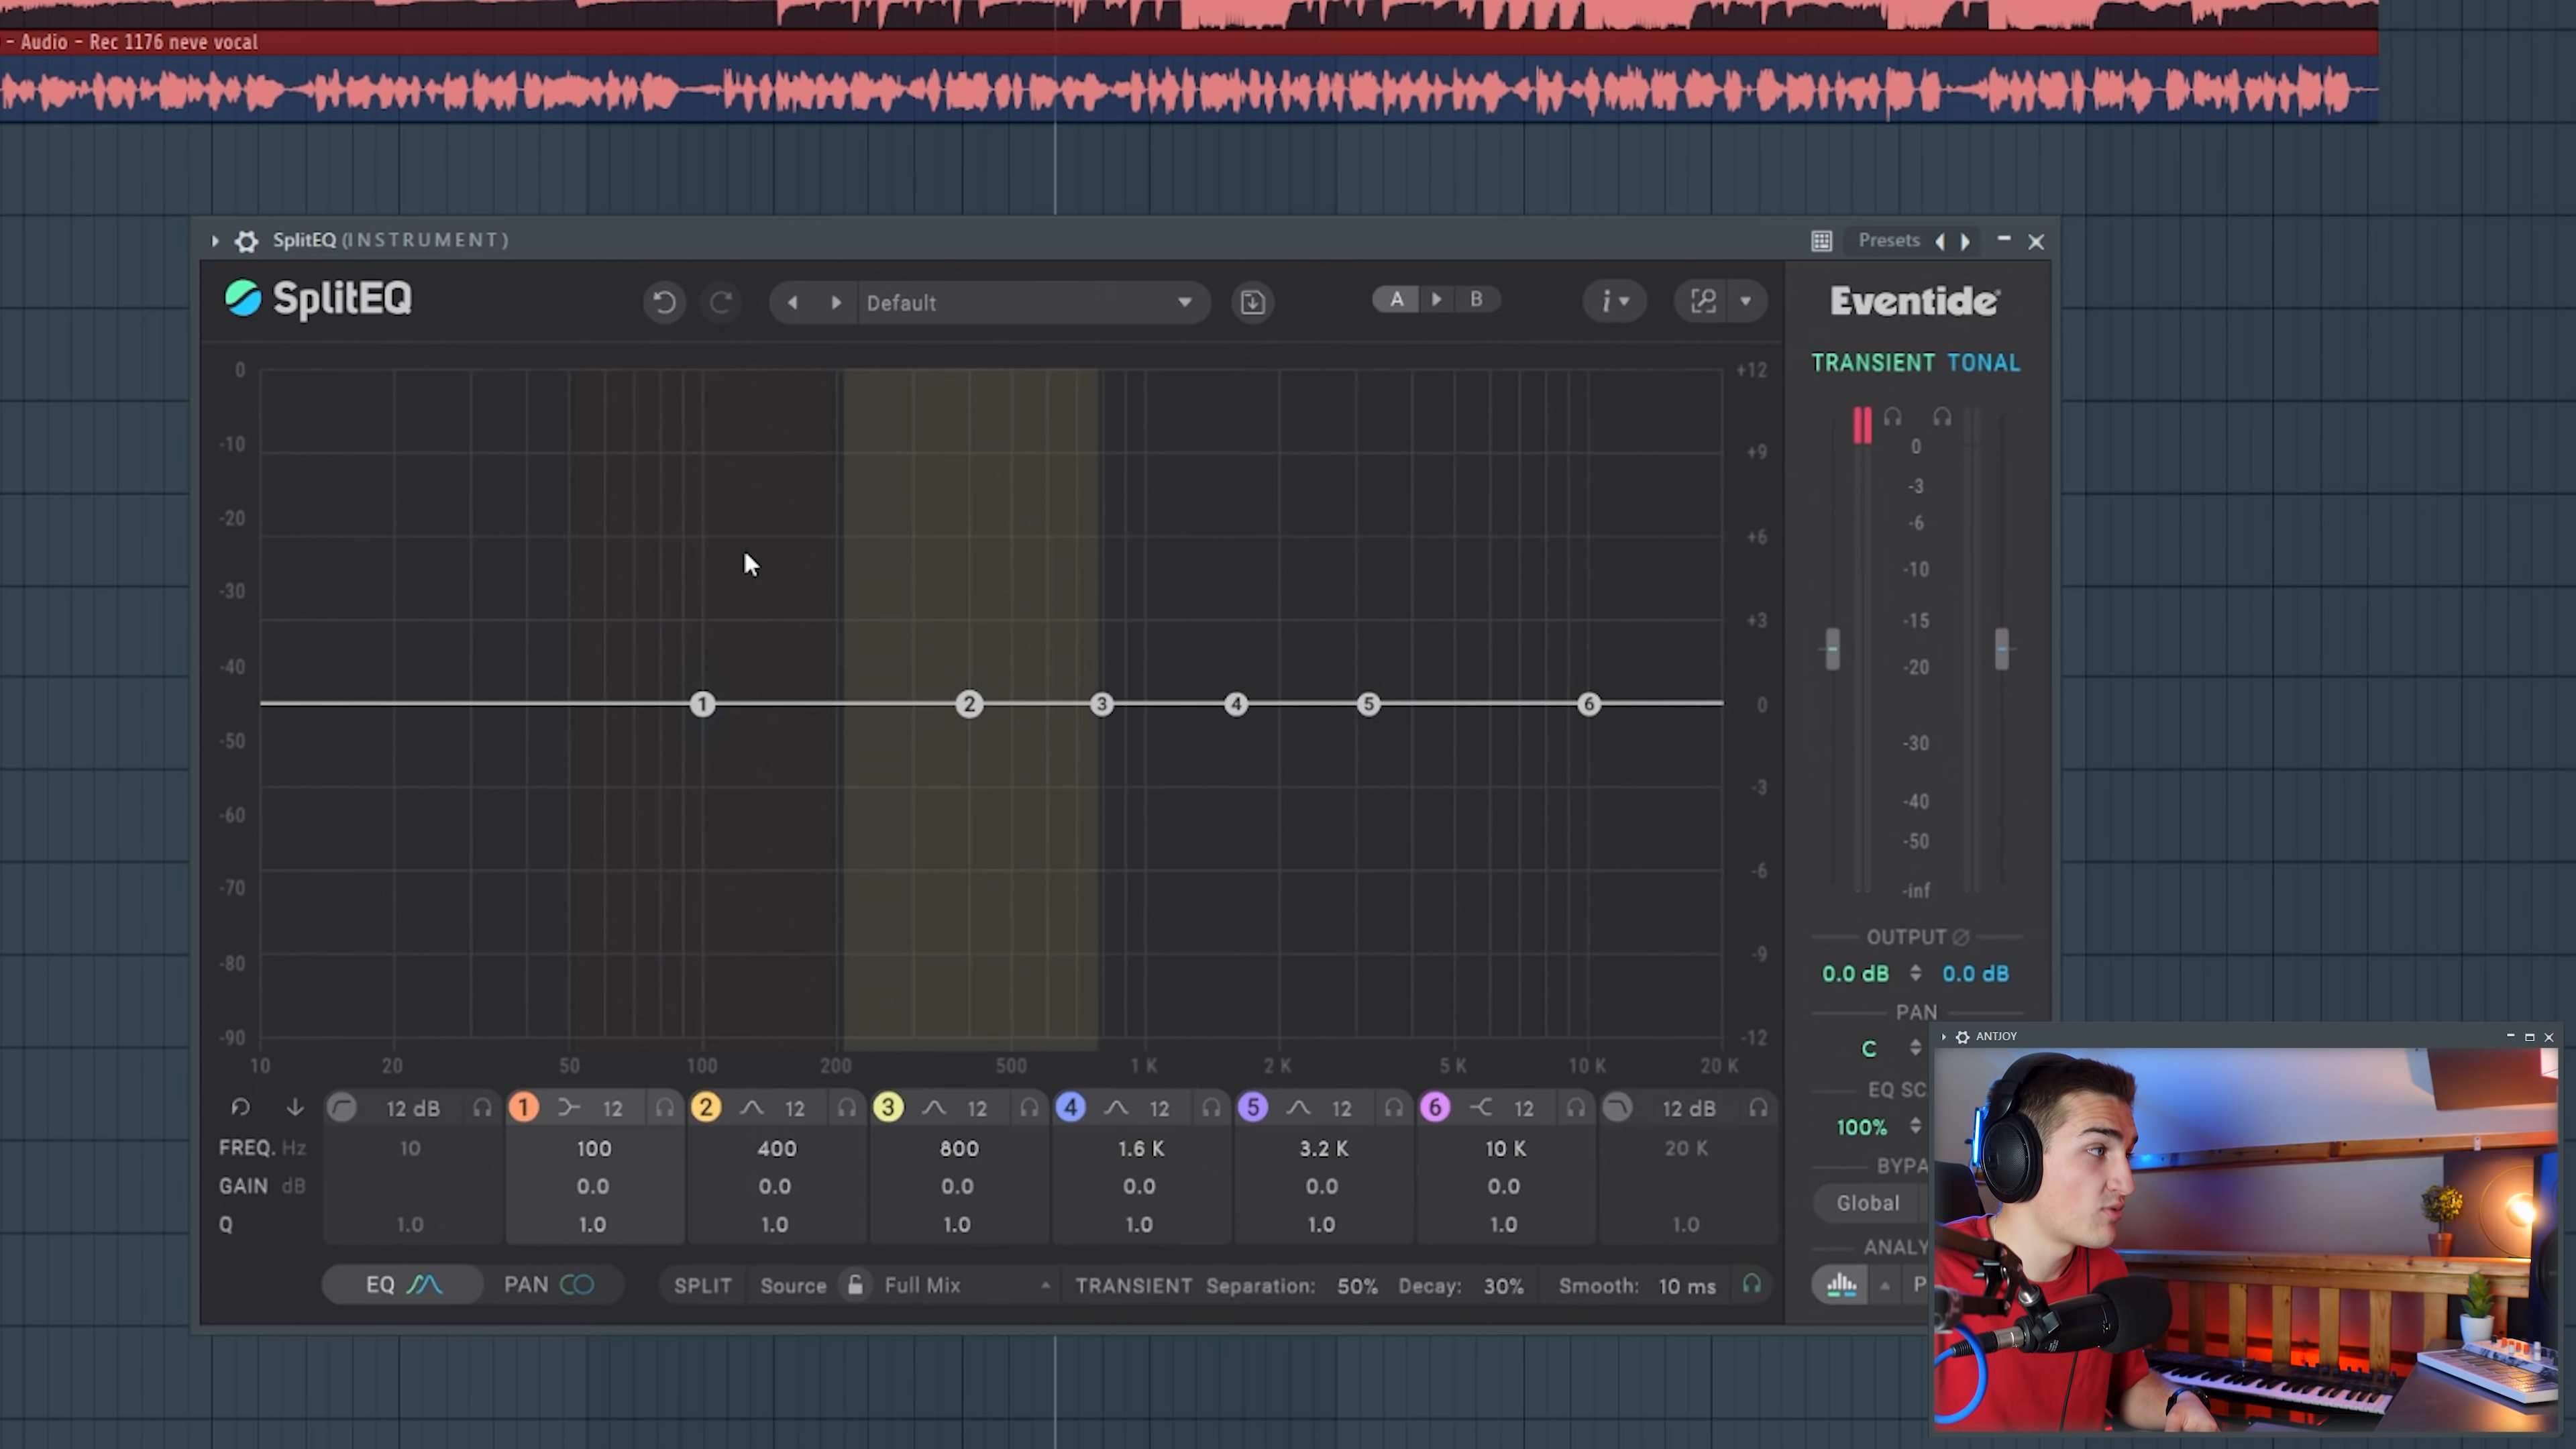 - Audio - Rec 1176 neve vocal
SplitEQ (INSTRUMENT)
Presets
SplitEQ
Default
A
B
i
Eventide
TRANSIENT TONAL
0
-10
-20
-30
-40
-50
-60
-70
-80
-90
+12
+9
+6
+3
0
-3
-6
-9
-12
1 2 3 4 5 6
10 20 50 100 200 500 1 K 2 K 5 K 10 K 20 K
0
-3
-6
-10
-15
-20
-30
-40
-50
-inf
OUTPUT
0.0 dB 0.0 dB
PAN
C
EQ SC
100%
BYPA
Global
ANALY
P
12 dB 1 12 2 12 3 12 4 12 5 12 6 12 12 dB
FREQ. Hz 10 100 400 800 1.6 K 3.2 K 10 K 20 K
GAIN dB 0.0 0.0 0.0 0.0 0.0 0.0
Q 1.0 1.0 1.0 1.0 1.0 1.0 1.0 1.0
EQ PAN SPLIT Source Full Mix TRANSIENT Separation: 50% Decay: 30% Smooth: 10 ms
ANTJOY